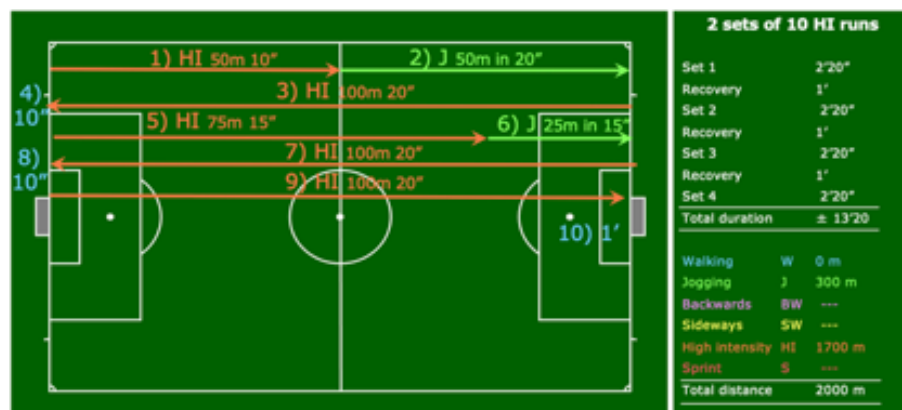 1) HI 50m 10”
2) J 50m in 20”
3) HI 100m 20”
4)
10”
5) HI 75m 15”
6) J 25m in 15”
7) HI 100m 20”
8)
10”
9) HI 100m 20”
10) 1’
2 sets of 10 HI runs
Set 1 2’20”
Recovery 1’
Set 2 2’20”
Recovery 1’
Set 3 2’20”
Recovery 1’
Set 4 2’20”
Total duration ± 13’20
Walking W 0 m
Jogging J 300 m
Backwards BW ---
Sideways SW ---
High intensity HI 1700 m
Sprint S ---
Total distance 2000 m